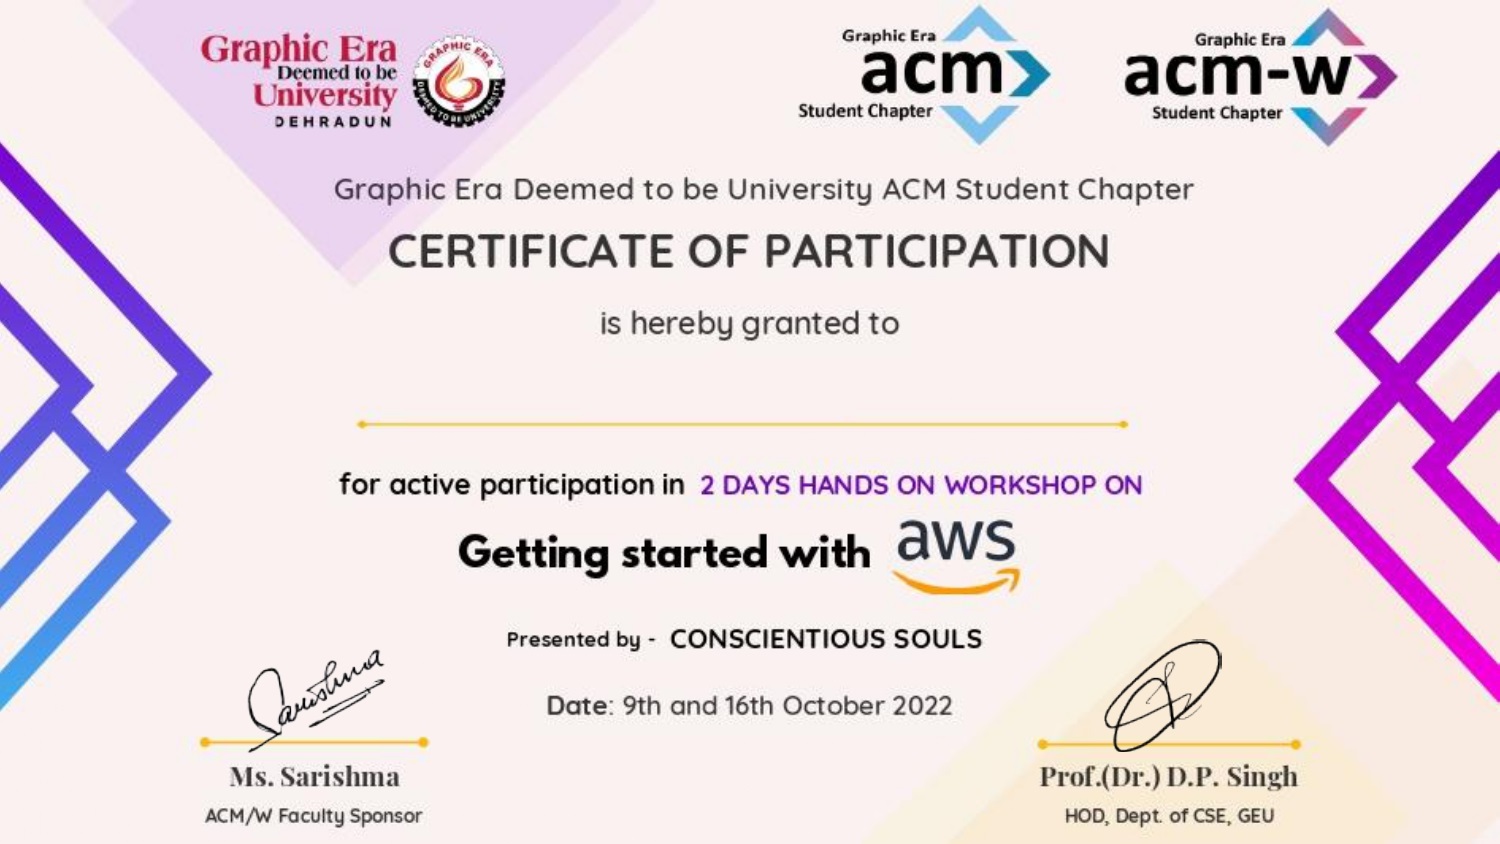 Graphic Era
Deemed to be
University
DEHRADUN
GRAPHIC ERA
DEEMED TO BE UNIVERSITY
Graphic Era
acm
Student Chapter
Graphic Era
acm-w
Student Chapter
Graphic Era Deemed to be University ACM Student Chapter
CERTIFICATE OF PARTICIPATION
is hereby granted to
for active participation in 2 DAYS HANDS ON WORKSHOP ON
Getting started with aws
Presented by - CONSCIENTIOUS SOULS
Date: 9th and 16th October 2022
Sarishma
Ms. Sarishma
ACM/W Faculty Sponsor
Prof.(Dr.) D.P. Singh
HOD, Dept. of CSE, GEU